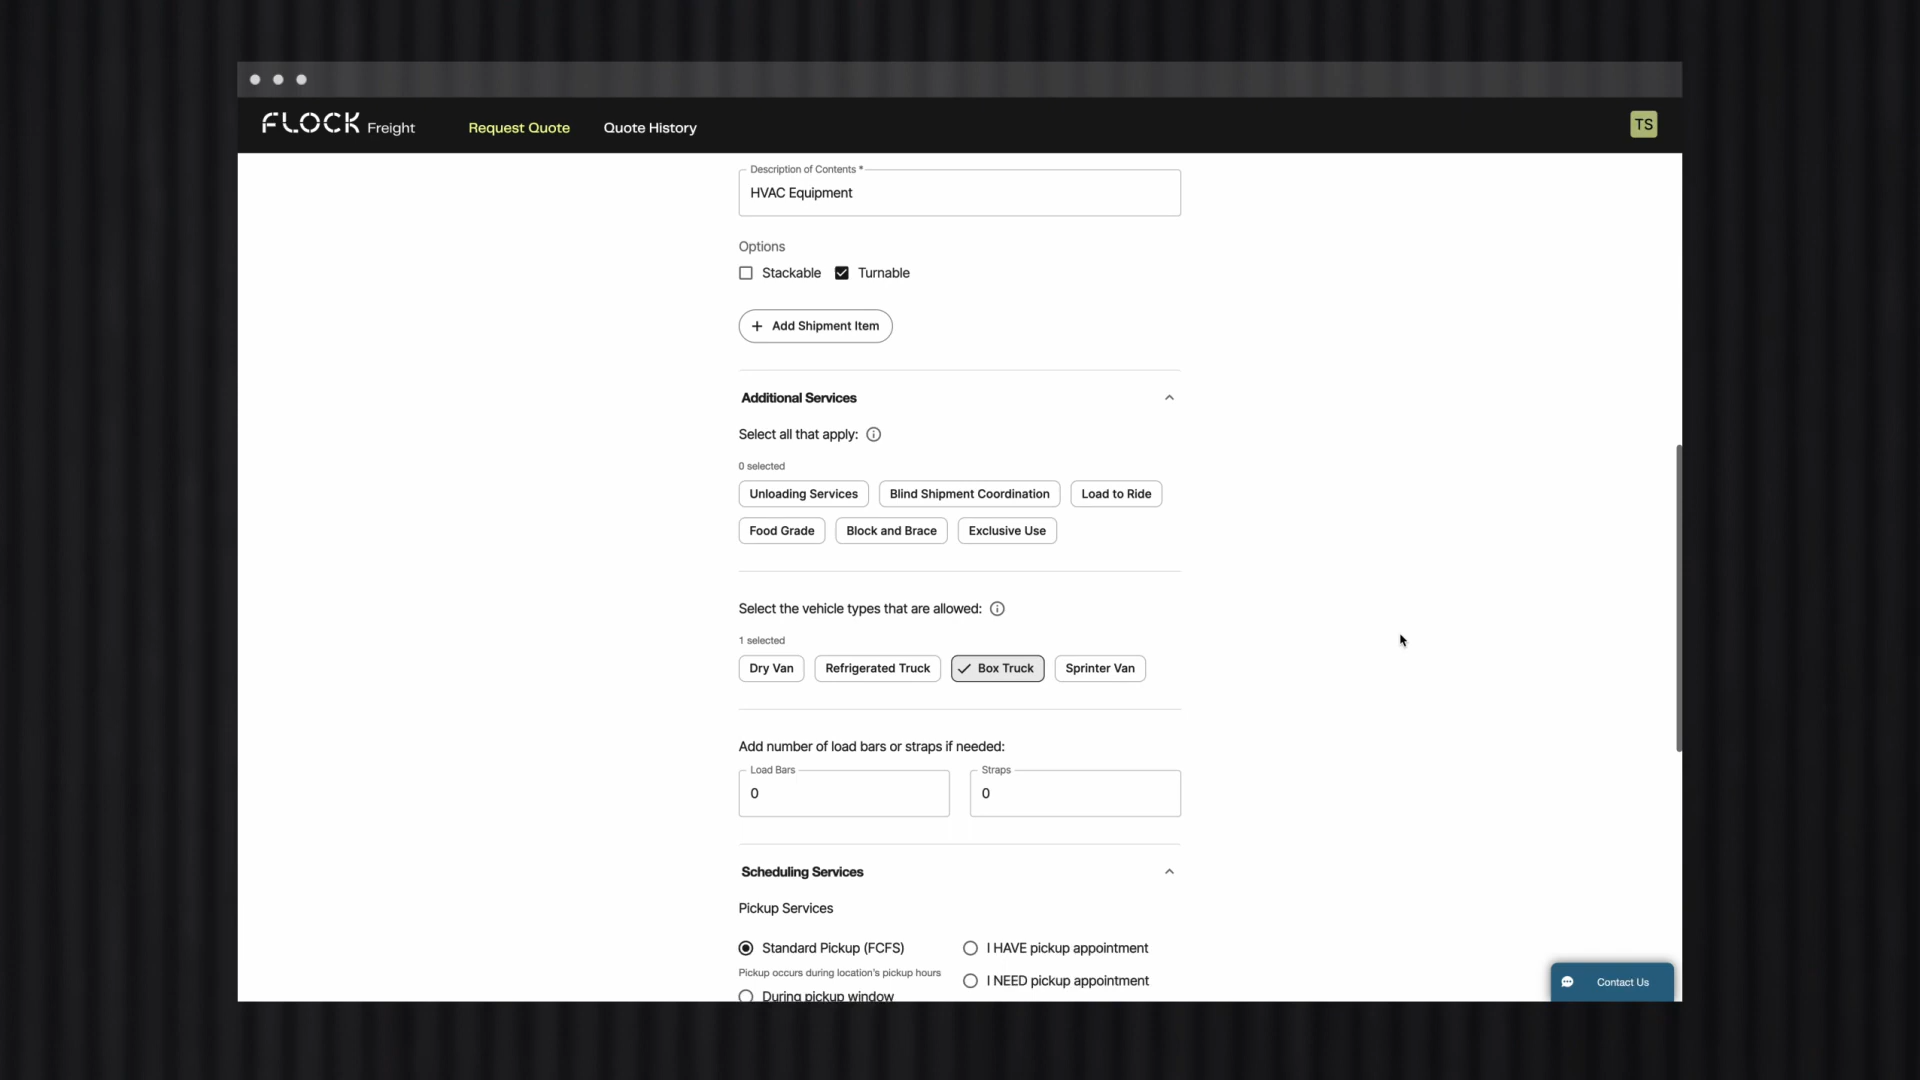 FLOCK Freight
Request Quote
Quote History
TS
Description of Contents *
HVAC Equipment
Options
Stackable
Turnable
+ Add Shipment Item
Additional Services
Select all that apply:
0 selected
Unloading Services
Blind Shipment Coordination
Load to Ride
Food Grade
Block and Brace
Exclusive Use
Select the vehicle types that are allowed:
1 selected
Dry Van
Refrigerated Truck
Box Truck
Sprinter Van
Add number of load bars or straps if needed:
Load Bars
Straps
0
0
Scheduling Services
Pickup Services
Standard Pickup (FCFS)
I HAVE pickup appointment
Pickup occurs during location's pickup hours
I NEED pickup appointment
During pickup window
Contact Us